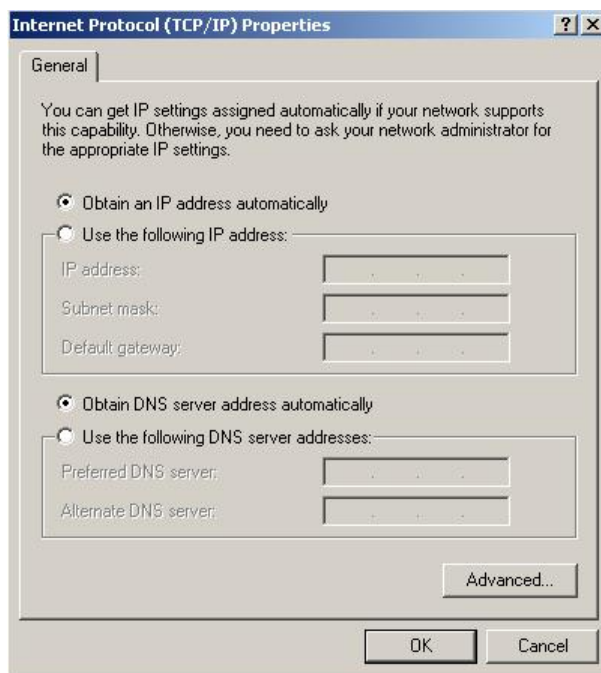 Internet Protocol (TCP/IP) Properties
General
You can get IP settings assigned automatically if your network supports
this capability. Otherwise, you need to ask your network administrator for
the appropriate IP settings.
Obtain an IP address automatically
Use the following IP address:
IP address:
Subnet mask:
Default gateway:
Obtain DNS server address automatically
Use the following DNS server addresses:
Preferred DNS server:
Alternate DNS server:
Advanced...
OK
Cancel